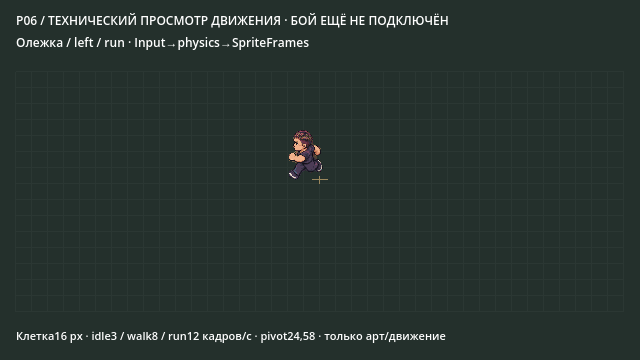 P06 / ТЕХНИЧЕСКИЙ ПРОСМОТР ДВИЖЕНИЯ · БОЙ ЕЩЁ НЕ ПОДКЛЮЧЁН
Олежка / left / run · Input→physics→SpriteFrames
Клетка16 px · idle3 / walk8 / run12 кадров/с · pivot24,58 · только арт/движение